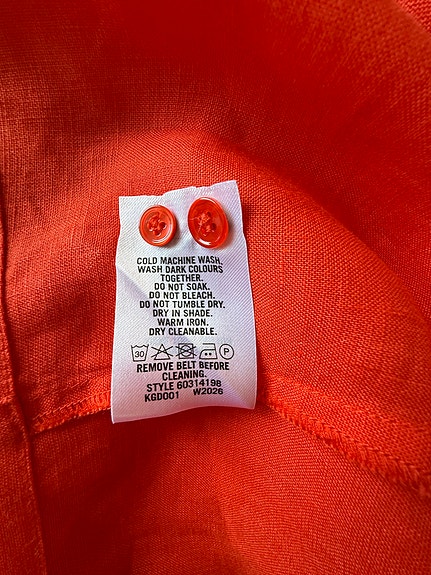 COLD MACHINE WASH.
WASH DARK COLOURS
TOGETHER.
DO NOT SOAK.
DO NOT BLEACH.
DO NOT TUMBLE DRY.
DRY IN SHADE.
WARM IRON.
DRY CLEANABLE.
30 P
REMOVE BELT BEFORE
CLEANING.
STYLE 60314198
KGD001 W2026